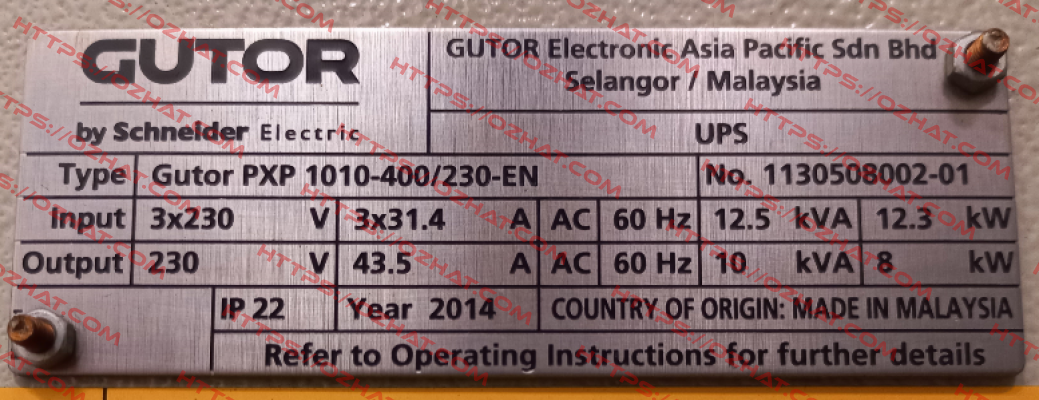 GUTOR
by Schneider Electric
GUTOR Electronic Asia Pacific Sdn Bhd
Selangor / Malaysia
UPS
Type Gutor PXP 1010-400/230-EN No. 1130508002-01
Input 3x230 V 3x31.4 A AC 60 Hz 12.5 kVA 12.3 kW
Output 230 V 43.5 A AC 60 Hz 10 kVA 8 kW
IP 22 Year 2014 COUNTRY OF ORIGIN: MADE IN MALAYSIA
Refer to Operating Instructions for further details
HTTPS://OZHAT.COM